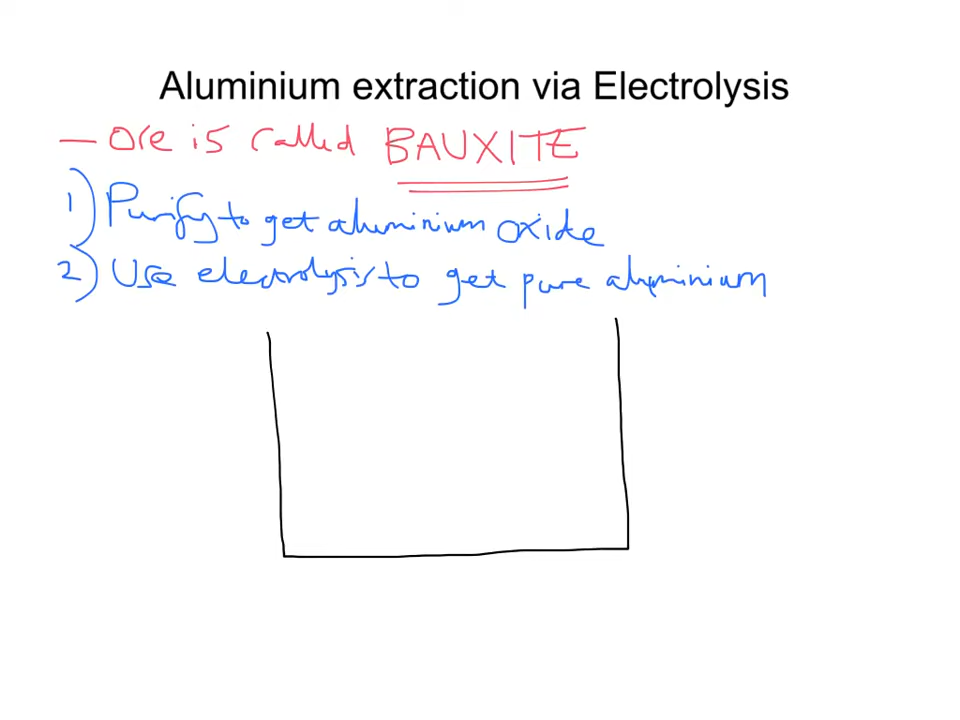 Aluminium extraction via Electrolysis
— Ore is called BAUXITE
1) Purify to get aluminium oxide
2) Use electrolysis to get pure aluminium